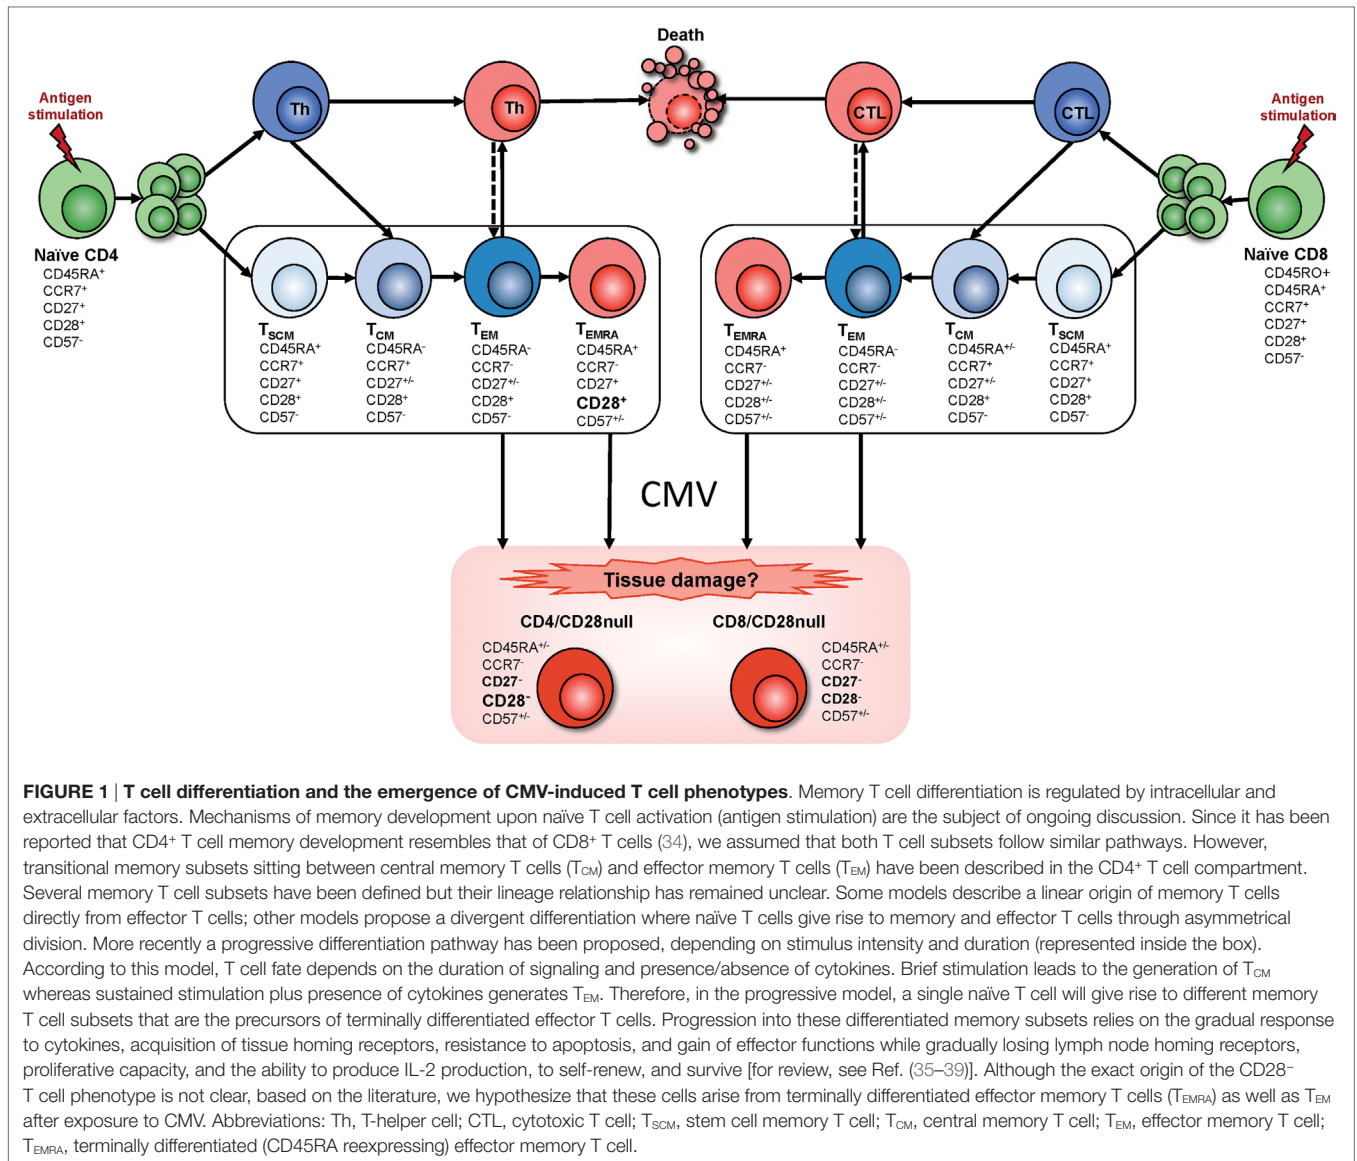 Death
Antigen
stimulation
Th
Th
CTL
CTL
Antigen
stimulation
Naïve CD4
CD45RA⁺
CCR7⁺
CD27⁺
CD28⁺
CD57⁻
T_SCM
CD45RA⁺
CCR7⁺
CD27⁺
CD28⁺
CD57⁻
T_CM
CD45RA⁻
CCR7⁺
CD27⁺/⁻
CD28⁺
CD57⁻
T_EM
CD45RA⁻
CCR7⁻
CD27⁺/⁻
CD28⁺
CD57⁻
T_EMRA
CD45RA⁺
CCR7⁻
CD27⁺
CD28⁺
CD57⁺/⁻
T_EMRA
CD45RA⁺
CCR7⁻
CD27⁺/⁻
CD28⁺/⁻
CD57⁺/⁻
T_EM
CD45RA⁻
CCR7⁻
CD27⁺/⁻
CD28⁺/⁻
CD57⁺/⁻
T_CM
CD45RA⁺/⁻
CCR7⁺
CD27⁺/⁻
CD28⁺
CD57⁻
T_SCM
CD45RA⁺
CCR7⁺
CD27⁺
CD28⁺
CD57⁻
Naïve CD8
CD45RO+
CD45RA⁺
CCR7⁺
CD27⁺
CD28⁺
CD57⁻
CMV
Tissue damage?
CD4/CD28null
CD45RA⁺/⁻
CCR7⁻
CD27⁻
CD28⁻
CD57⁺/⁻
CD8/CD28null
CD45RA⁺/⁻
CCR7⁻
CD27⁻
CD28⁻
CD57⁺/⁻
FIGURE 1 | T cell differentiation and the emergence of CMV-induced T cell phenotypes. Memory T cell differentiation is regulated by intracellular and
extracellular factors. Mechanisms of memory development upon naïve T cell activation (antigen stimulation) are the subject of ongoing discussion. Since it has been
reported that CD4⁺ T cell memory development resembles that of CD8⁺ T cells (34), we assumed that both T cell subsets follow similar pathways. However,
transitional memory subsets sitting between central memory T cells (T_CM) and effector memory T cells (T_EM) have been described in the CD4⁺ T cell compartment.
Several memory T cell subsets have been defined but their lineage relationship has remained unclear. Some models describe a linear origin of memory T cells
directly from effector T cells; other models propose a divergent differentiation where naïve T cells give rise to memory and effector T cells through asymmetrical
division. More recently a progressive differentiation pathway has been proposed, depending on stimulus intensity and duration (represented inside the box).
According to this model, T cell fate depends on the duration of signaling and presence/absence of cytokines. Brief stimulation leads to the generation of T_CM
whereas sustained stimulation plus presence of cytokines generates T_EM. Therefore, in the progressive model, a single naïve T cell will give rise to different memory
T cell subsets that are the precursors of terminally differentiated effector T cells. Progression into these differentiated memory subsets relies on the gradual response
to cytokines, acquisition of tissue homing receptors, resistance to apoptosis, and gain of effector functions while gradually losing lymph node homing receptors,
proliferative capacity, and the ability to produce IL-2 production, to self-renew, and survive [for review, see Ref. (35–39)]. Although the exact origin of the CD28⁻
T cell phenotype is not clear, based on the literature, we hypothesize that these cells arise from terminally differentiated effector memory T cells (T_EMRA) as well as T_EM
after exposure to CMV. Abbreviations: Th, T-helper cell; CTL, cytotoxic T cell; T_SCM, stem cell memory T cell; T_CM, central memory T cell; T_EM, effector memory T cell;
T_EMRA, terminally differentiated (CD45RA reexpressing) effector memory T cell.